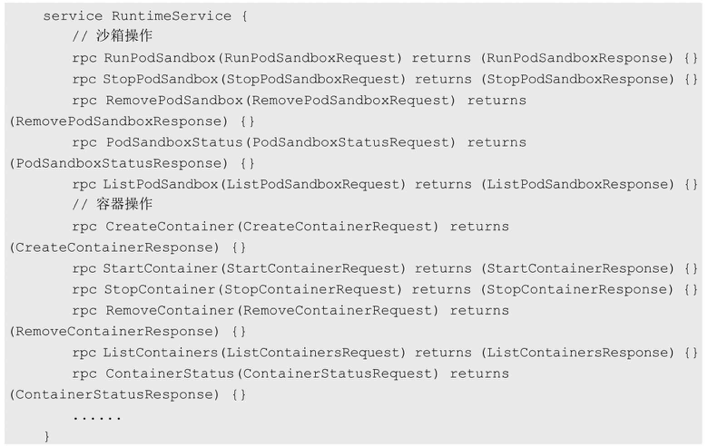 service RuntimeService {
// 沙箱操作
rpc RunPodSandbox(RunPodSandboxRequest) returns (RunPodSandboxResponse) {}
rpc StopPodSandbox(StopPodSandboxRequest) returns (StopPodSandboxResponse) {}
rpc RemovePodSandbox(RemovePodSandboxRequest) returns
(RemovePodSandboxResponse) {}
rpc PodSandboxStatus(PodSandboxStatusRequest) returns
(PodSandboxStatusResponse) {}
rpc ListPodSandbox(ListPodSandboxRequest) returns (ListPodSandboxResponse) {}
// 容器操作
rpc CreateContainer(CreateContainerRequest) returns
(CreateContainerResponse) {}
rpc StartContainer(StartContainerRequest) returns (StartContainerResponse) {}
rpc StopContainer(StopContainerRequest) returns (StopContainerResponse) {}
rpc RemoveContainer(RemoveContainerRequest) returns
(RemoveContainerResponse) {}
rpc ListContainers(ListContainersRequest) returns (ListContainersResponse) {}
rpc ContainerStatus(ContainerStatusRequest) returns
(ContainerStatusResponse) {}
......
}